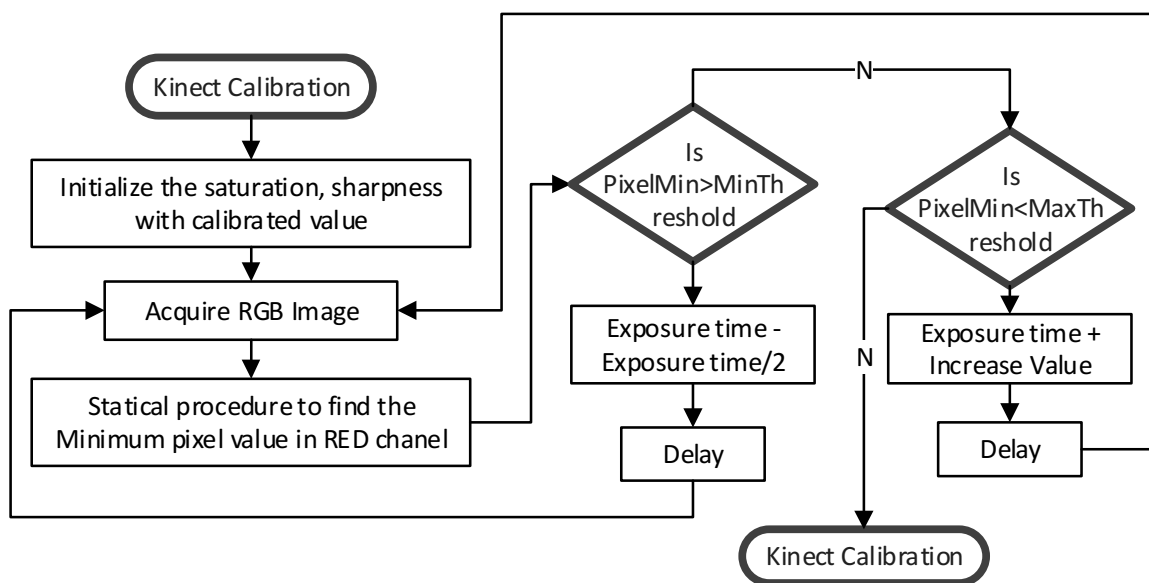 Kinect Calibration
Initialize the saturation, sharpness
with calibrated value
Acquire RGB Image
Statical procedure to find the
Minimum pixel value in RED chanel
Is
PixelMin>MinTh
reshold
Exposure time -
Exposure time/2
Delay
N
Is
PixelMin<MaxTh
reshold
Exposure time +
Increase Value
Delay
N
Kinect Calibration